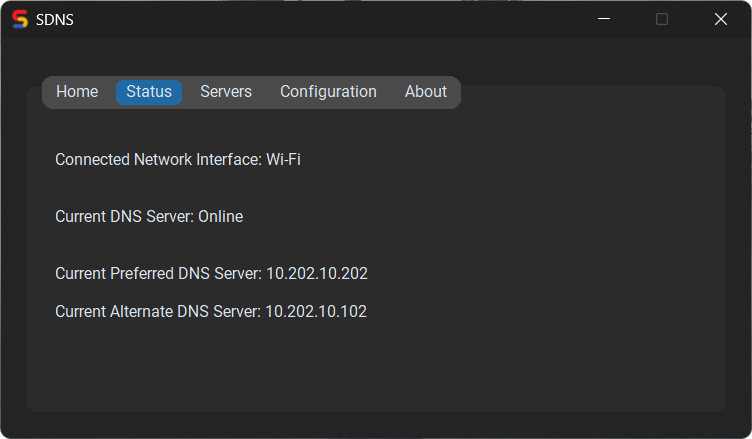 SDNS
Home Status Servers Configuration About
Connected Network Interface: Wi-Fi
Current DNS Server: Online
Current Preferred DNS Server: 10.202.10.202
Current Alternate DNS Server: 10.202.10.102